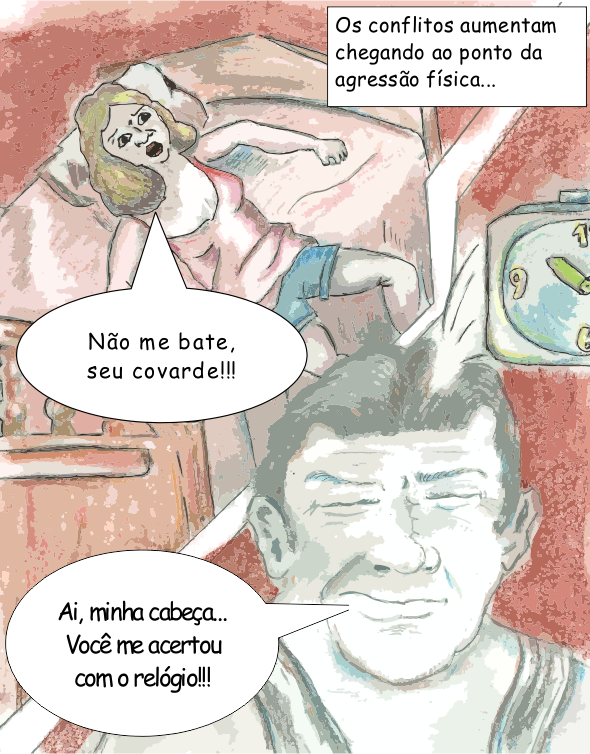 Os conflitos aumentam
chegando ao ponto da
agressão física...
Não me bate,
seu covarde!!!
9
Ai, minha cabeça...
Você me acertou
com o relógio!!!